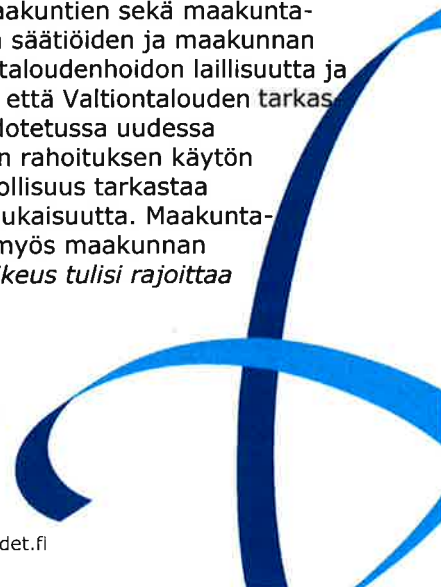 aakuntien sekä maakunta-
säätiöiden ja maakunnan
taloudenhoidon laillisuutta ja
että Valtiontalouden tarkas-
dotetussa uudessa
n rahoituksen käytön
ollisuus tarkastaa
ukaisuutta. Maakunta-
myös maakunnan
ikeus tulisi rajoittaa
det.fi